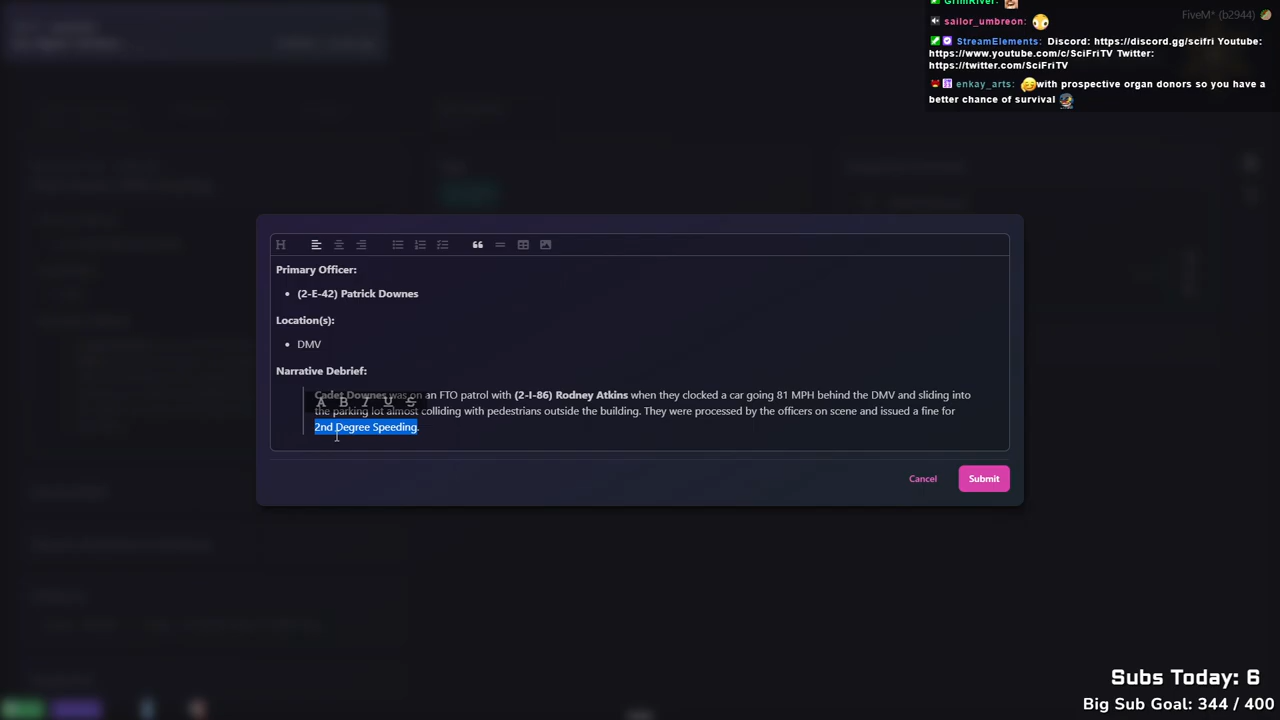 GrimRiver:
FiveM* (b2944)
sailor_umbreon:
StreamElements: Discord: https://discord.gg/scifri Youtube:
https://www.youtube.com/c/SciFriTV Twitter:
https://twitter.com/SciFriTV
enkay_arts: with prospective organ donors so you have a
better chance of survival
H
Primary Officer:
(2-E-42) Patrick Downes
Location(s):
DMV
Narrative Debrief:
Cadet Downes was on an FTO patrol with (2-I-86) Rodney Atkins when they clocked a car going 81 MPH behind the DMV and sliding into
A B I U S
the parking lot almost colliding with pedestrians outside the building. They were processed by the officers on scene and issued a fine for
2nd Degree Speeding.
Cancel
Submit
Subs Today: 6
Big Sub Goal: 344 / 400